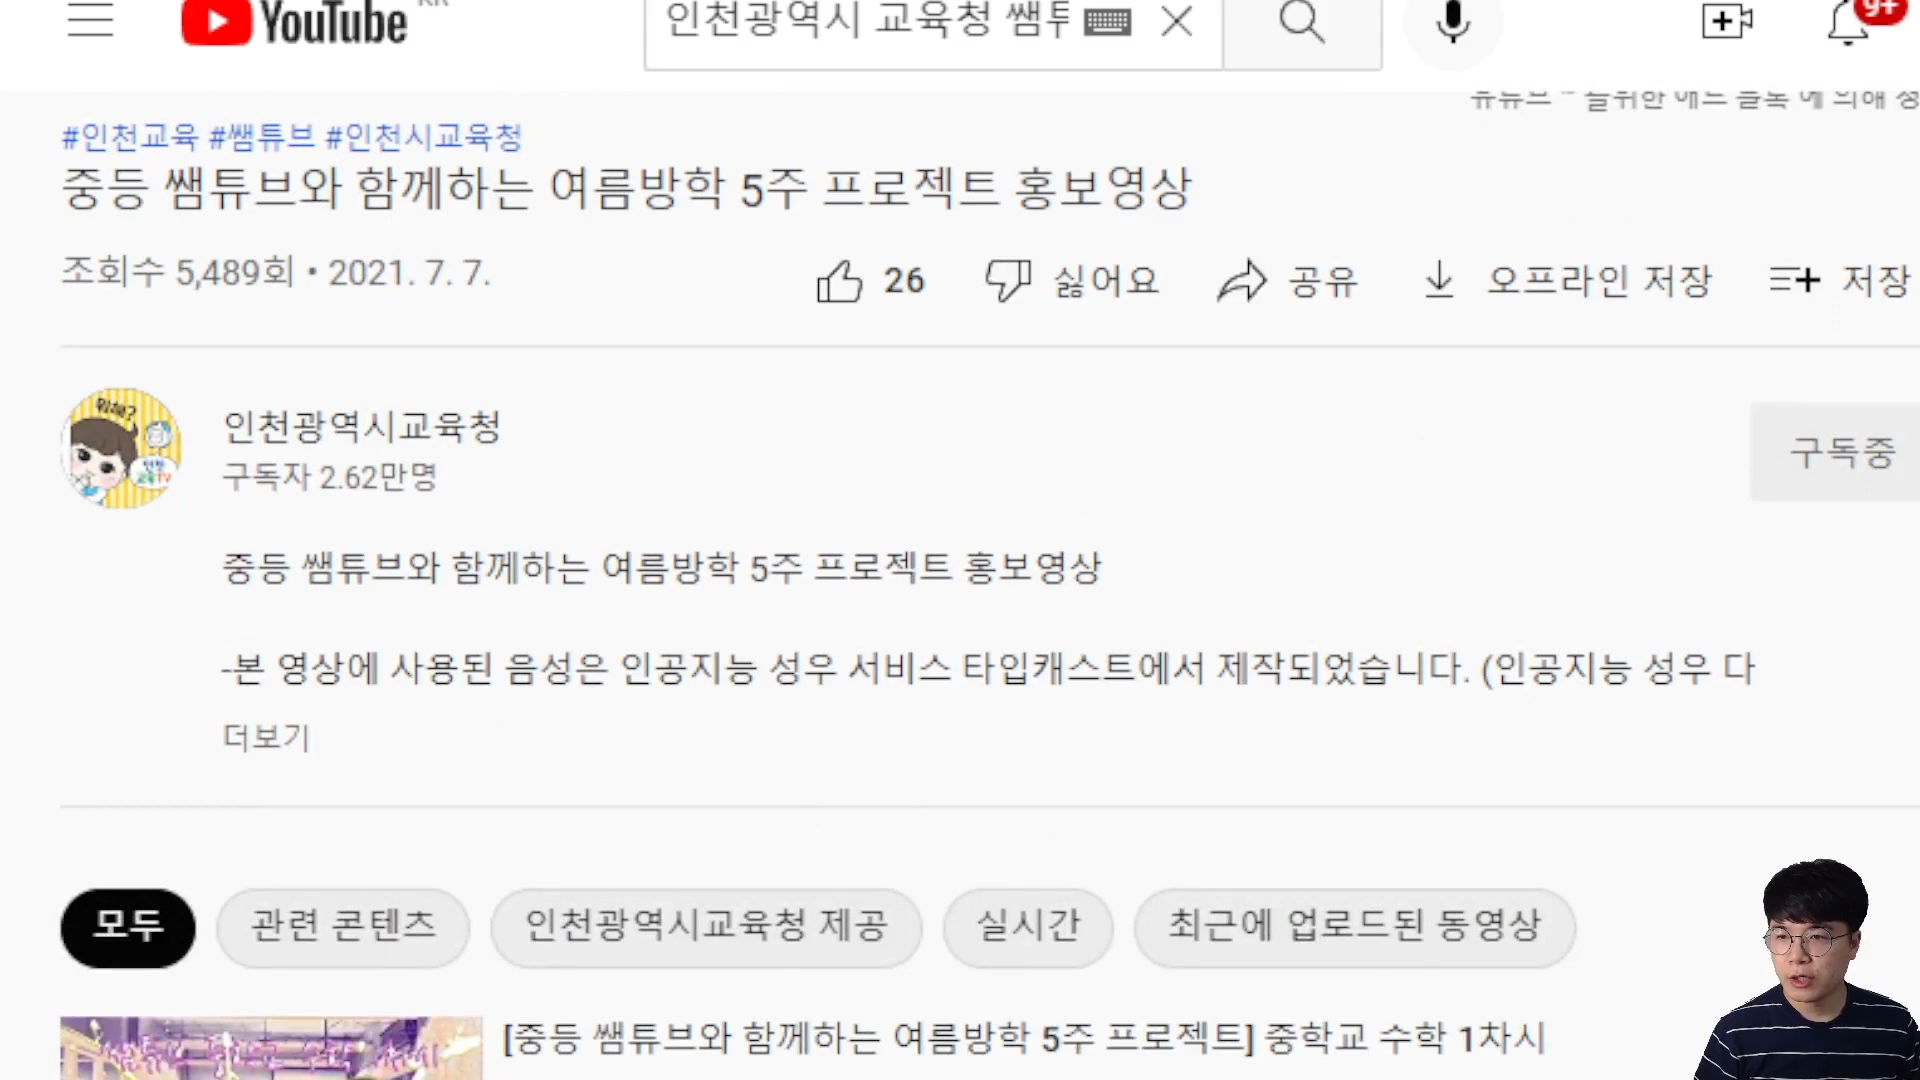 YouTube KR
인천광역시 교육청 쌤튜
9+
#인천교육 #쌤튜브 #인천시교육청
중등 쌤튜브와 함께하는 여름방학 5주 프로젝트 홍보영상
조회수 5,489회 • 2021. 7. 7.
26 싫어요 공유 오프라인 저장 저장
뭐해?
인천광역시교육청
구독자 2.62만명
구독중
중등 쌤튜브와 함께하는 여름방학 5주 프로젝트 홍보영상
-본 영상에 사용된 음성은 인공지능 성우 서비스 타입캐스트에서 제작되었습니다. (인공지능 성우 다
더보기
모두 관련 콘텐츠 인천광역시교육청 제공 실시간 최근에 업로드된 동영상
[중등 쌤튜브와 함께하는 여름방학 5주 프로젝트] 중학교 수학 1차시